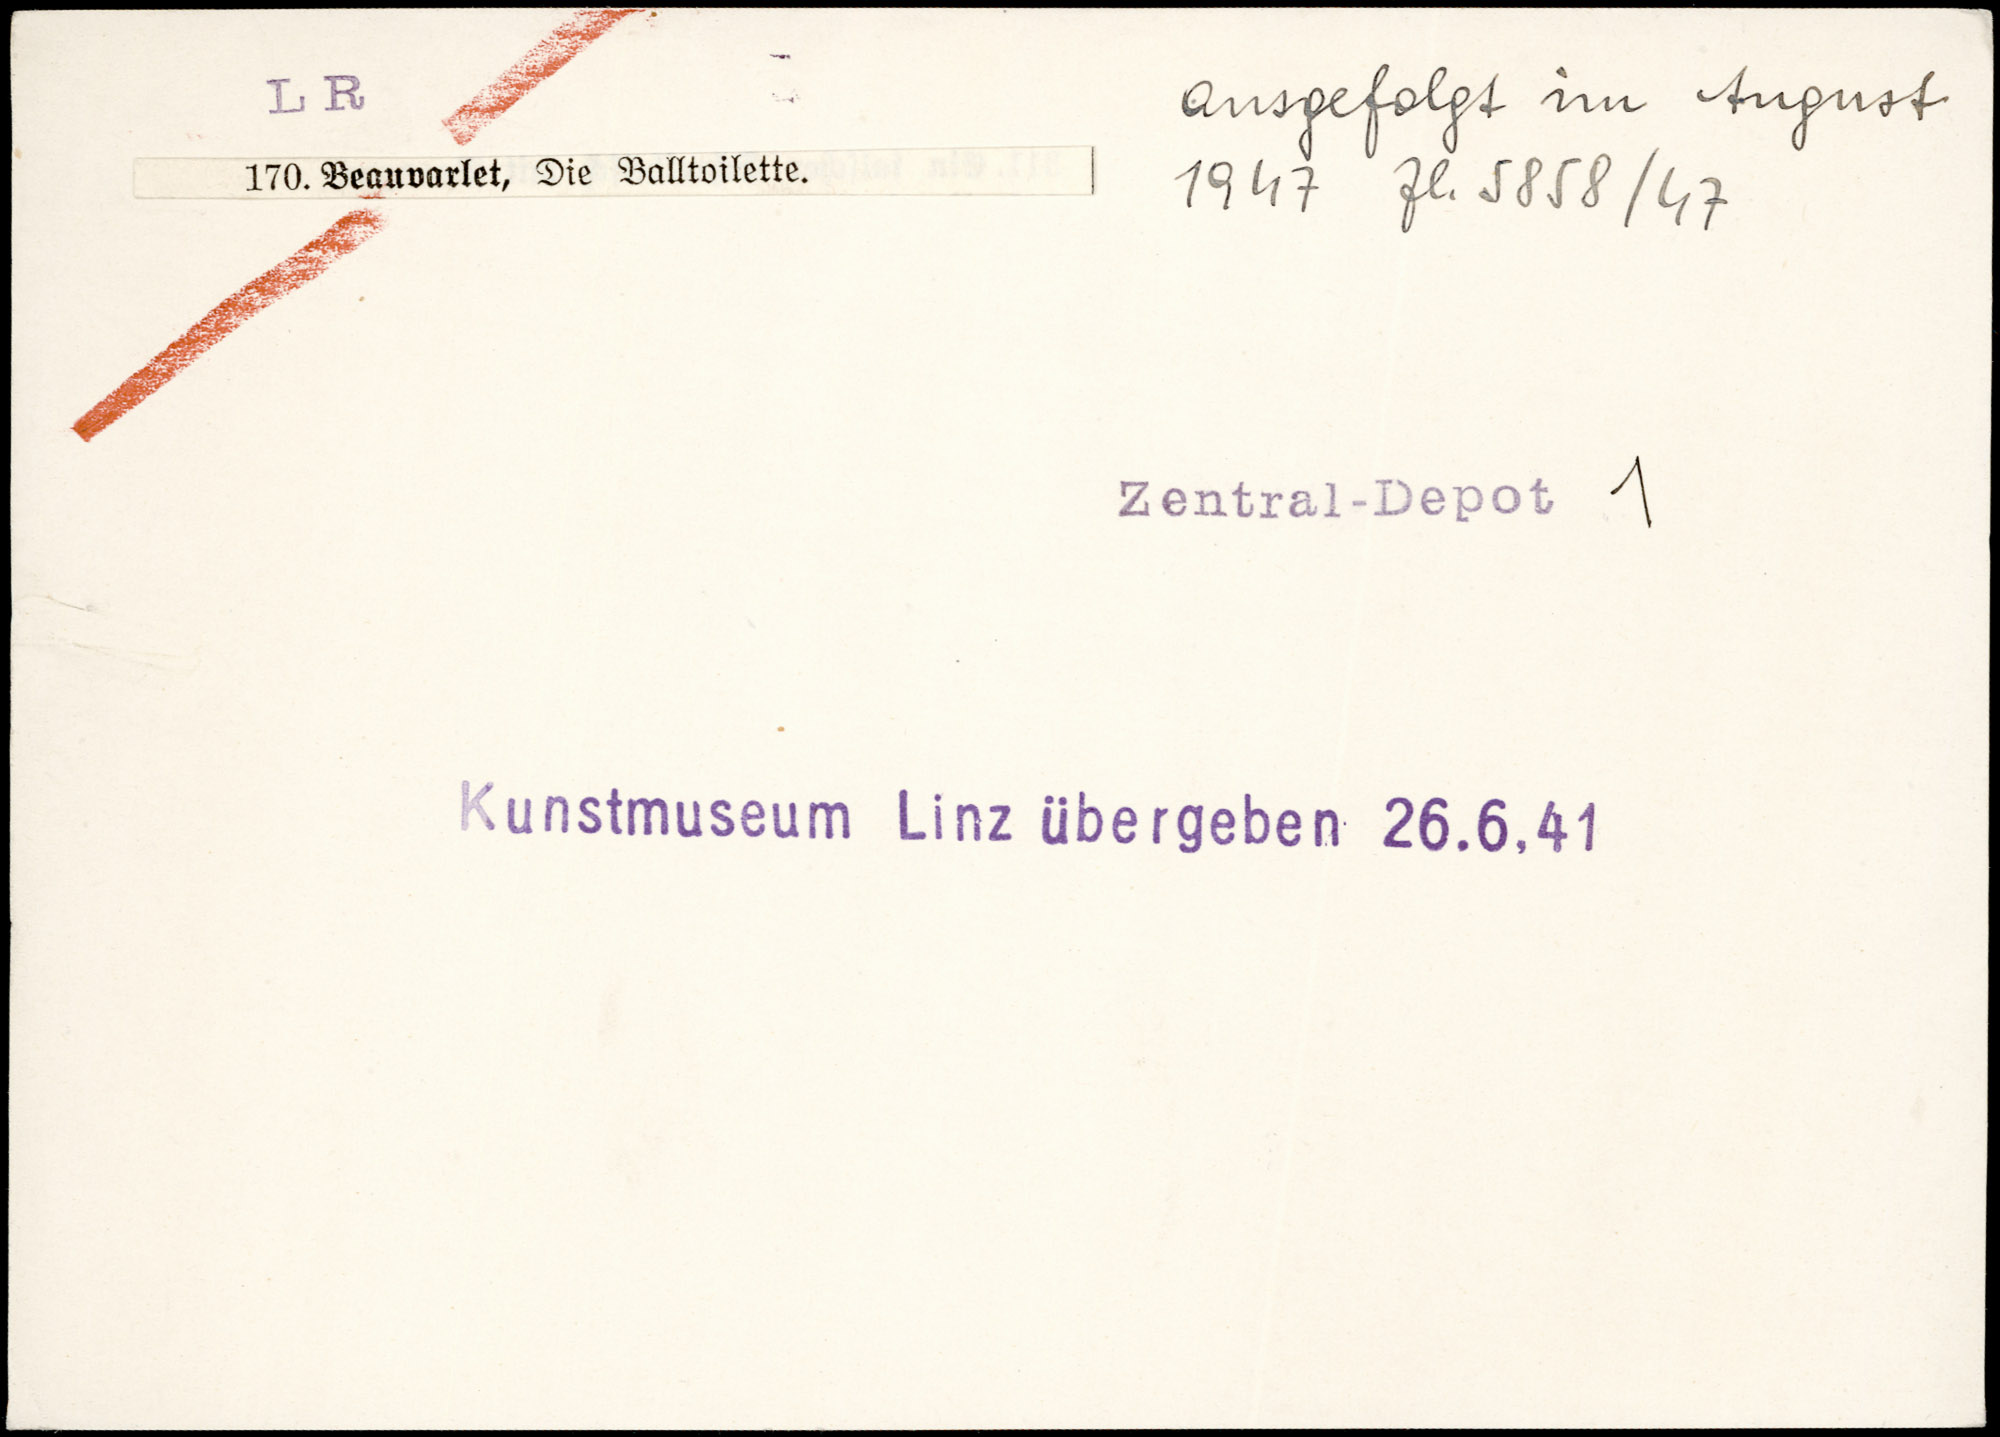 L R
170. Beauvarlet, Die Balltoilette.
ausgefolgt im August
1947 Zl. 5858/47
Zentral-Depot 1
Kunstmuseum Linz übergeben 26.6.41